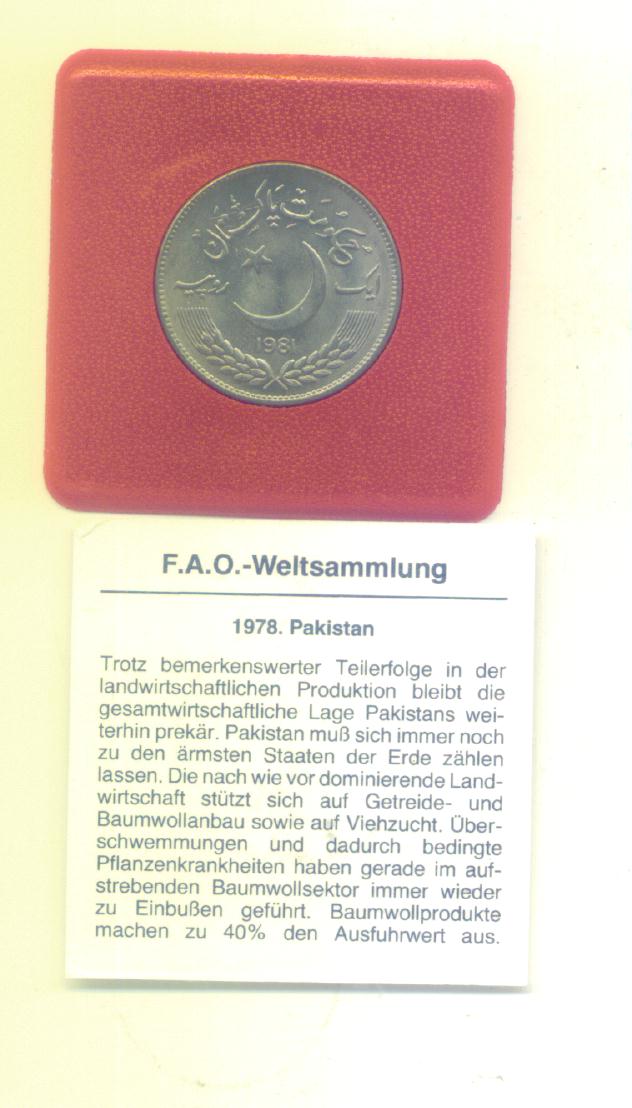 حکومتِ پاکستان
ایک روپیہ
1981
F.A.O.-Weltsammlung
1978. Pakistan
Trotz bemerkenswerter Teilerfolge in der
landwirtschaftlichen Produktion bleibt die
gesamtwirtschaftliche Lage Pakistans wei-
terhin prekär. Pakistan muß sich immer noch
zu den ärmsten Staaten der Erde zählen
lassen. Die nach wie vor dominierende Land-
wirtschaft stützt sich auf Getreide- und
Baumwollanbau sowie auf Viehzucht. Über-
schwemmungen und dadurch bedingte
Pflanzenkrankheiten haben gerade im auf-
strebenden Baumwollsektor immer wieder
zu Einbußen geführt. Baumwollprodukte
machen zu 40% den Ausfuhrwert aus.